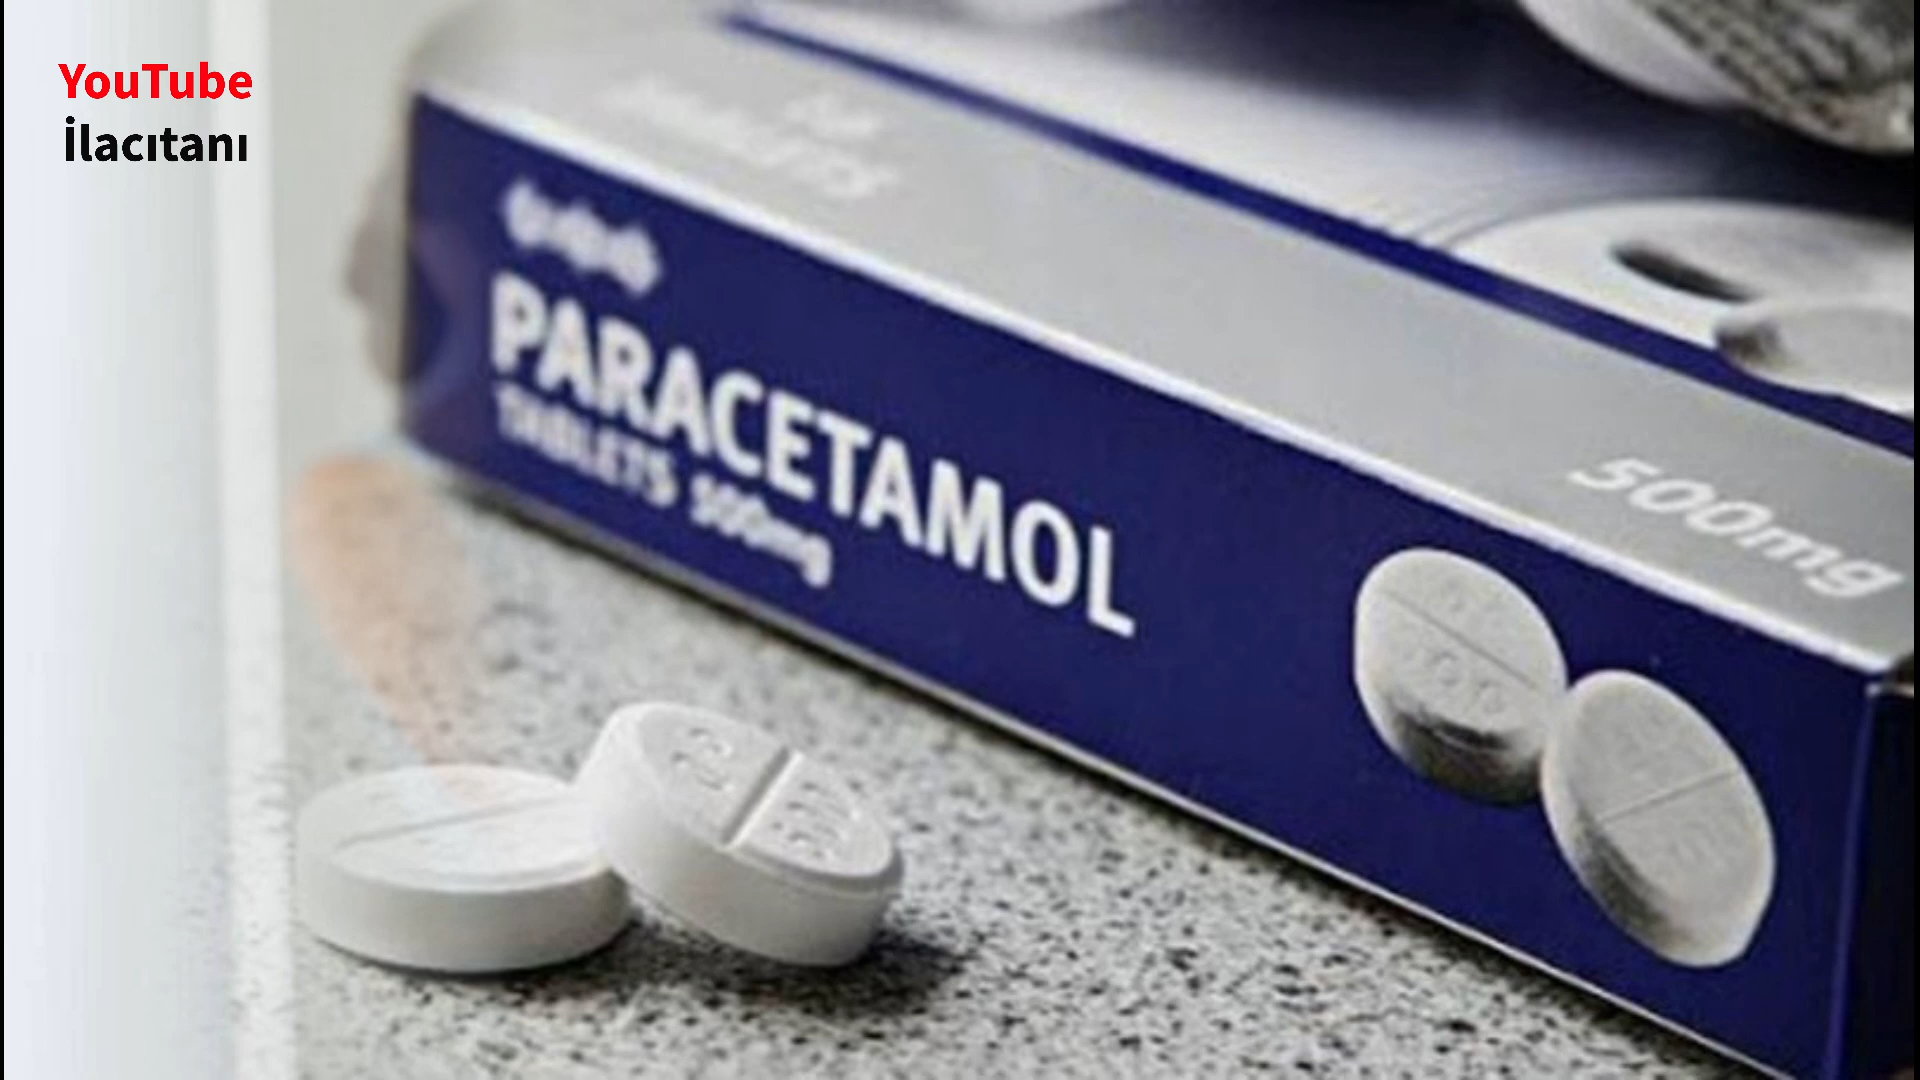 YouTube
İlacıtanı
PARACETAMOL
TABLETS 500mg
500mg